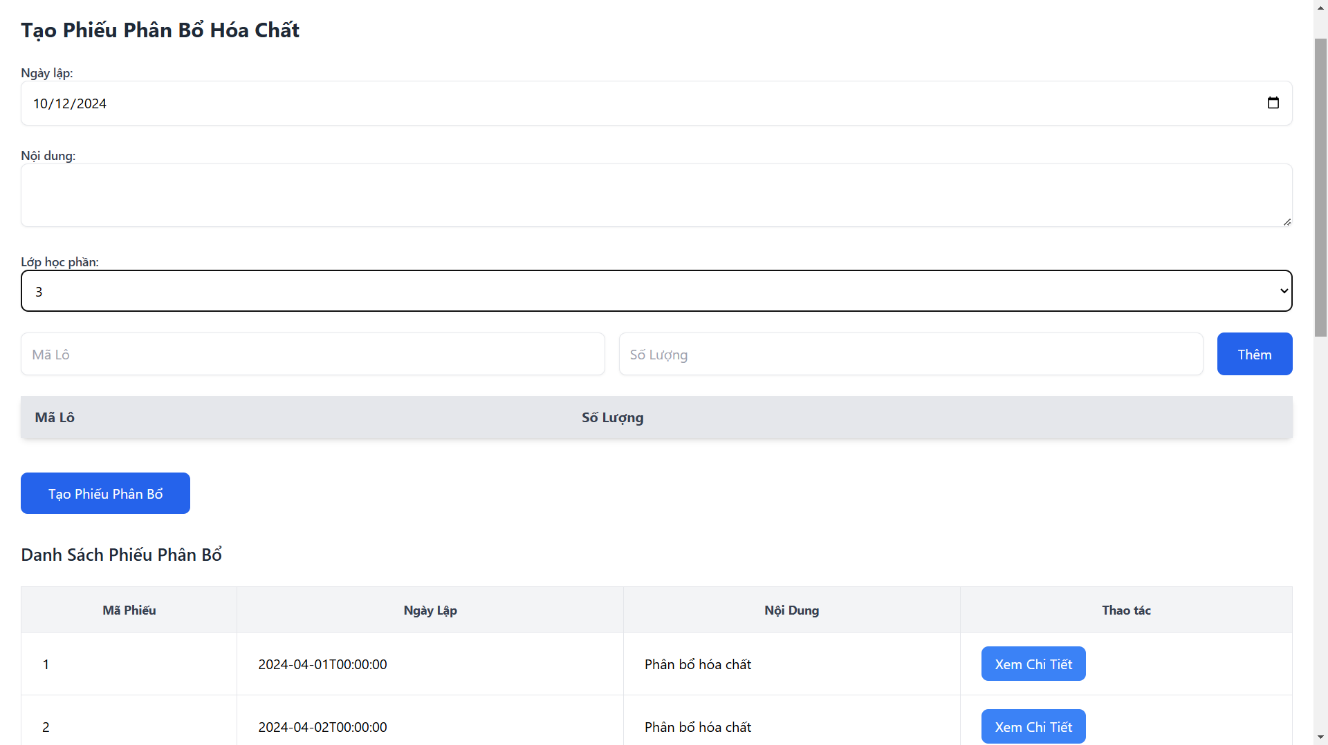 Tạo Phiếu Phân Bổ Hóa Chất
Ngày lập:
10/12/2024
Nội dung:
Lớp học phần:
3
Mã Lô Số Lượng Thêm
Mã Lô Số Lượng
Tạo Phiếu Phân Bổ
Danh Sách Phiếu Phân Bổ
Mã Phiếu Ngày Lập Nội Dung Thao tác
1 2024-04-01T00:00:00 Phân bổ hóa chất Xem Chi Tiết
2 2024-04-02T00:00:00 Phân bổ hóa chất Xem Chi Tiết